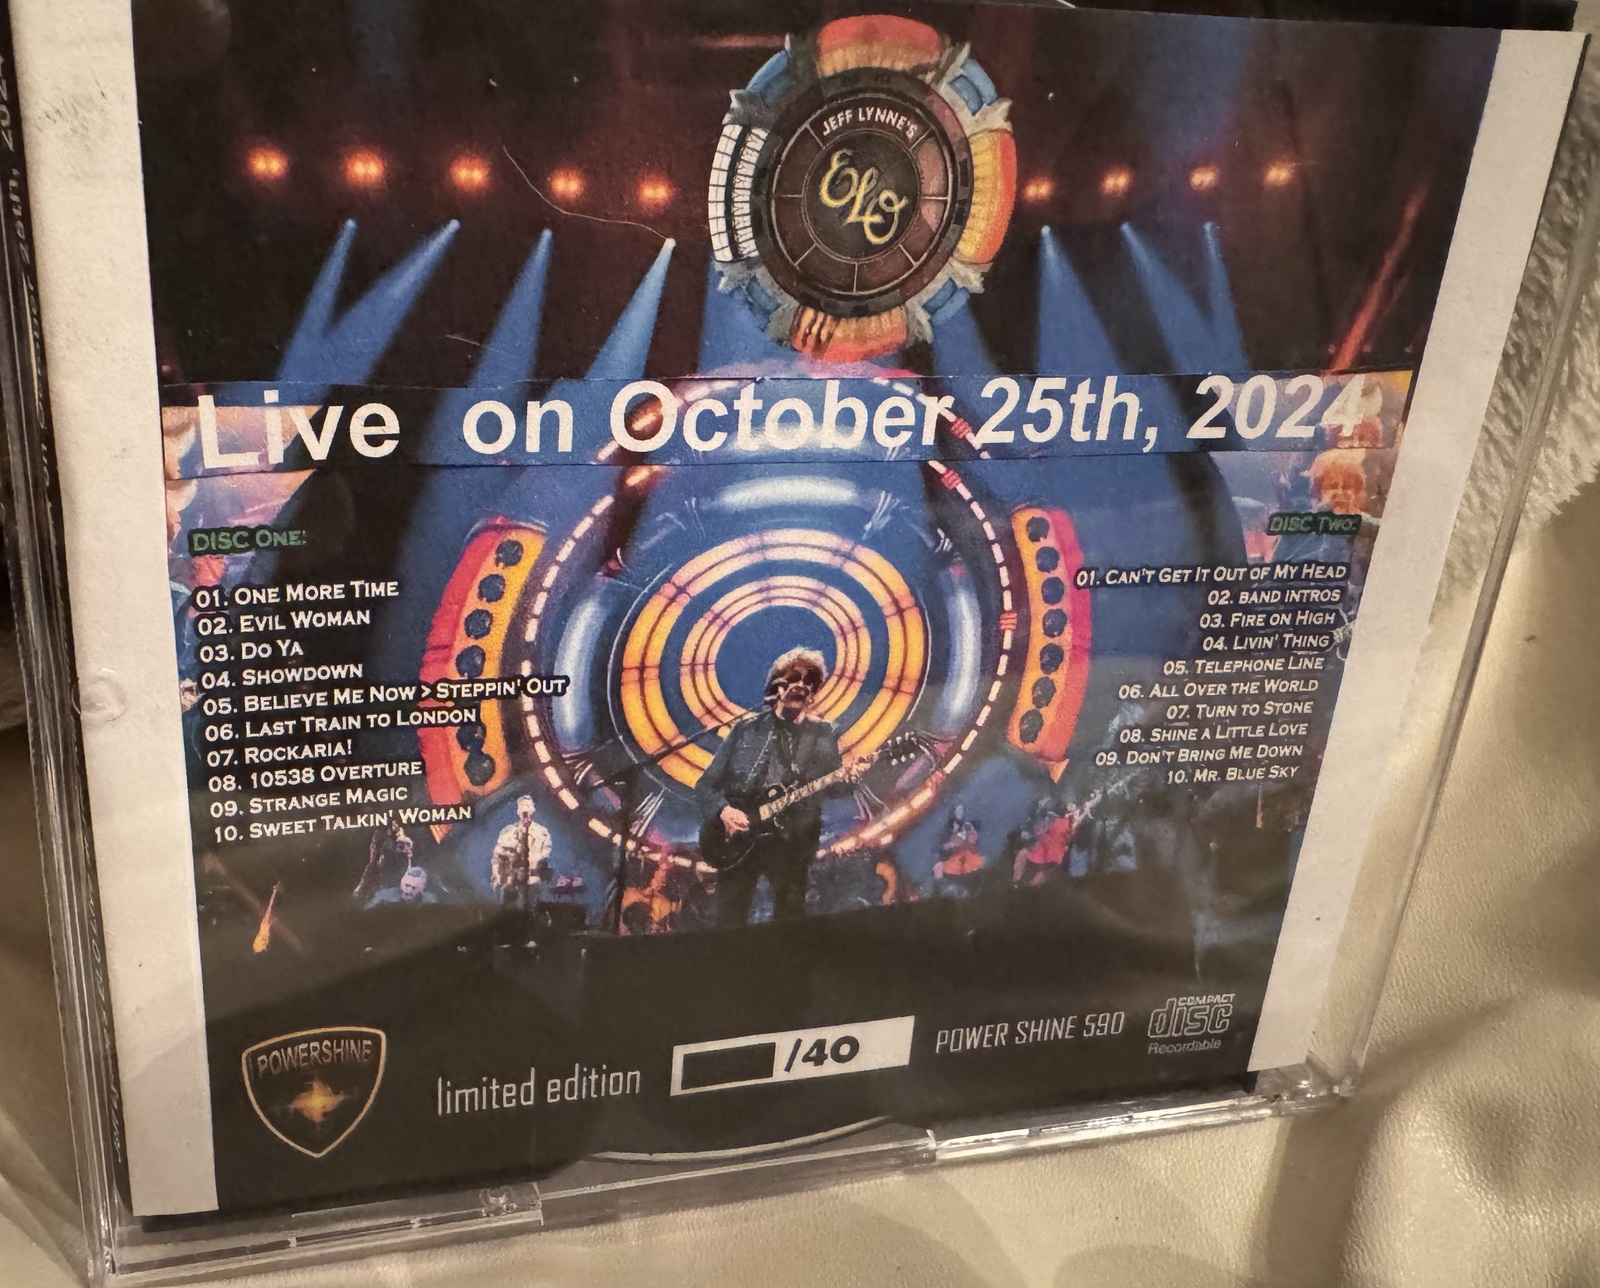 JEFF LYNNE'S
ELO
Live on October 25th, 2024
DISC ONE:
01. ONE MORE TIME
02. EVIL WOMAN
03. DO YA
04. SHOWDOWN
05. BELIEVE ME NOW > STEPPIN' OUT
06. LAST TRAIN TO LONDON
07. ROCKARIA!
08. 10538 OVERTURE
09. STRANGE MAGIC
10. SWEET TALKIN' WOMAN
DISC TWO:
01. CAN'T GET IT OUT OF MY HEAD
02. BAND INTROS
03. FIRE ON HIGH
04. LIVIN' THING
05. TELEPHONE LINE
06. ALL OVER THE WORLD
07. TURN TO STONE
08. SHINE A LITTLE LOVE
09. DON'T BRING ME DOWN
10. MR. BLUE SKY
POWERSHINE
limited edition
/40
POWER SHINE 590
COMPACT
disc
Recordable